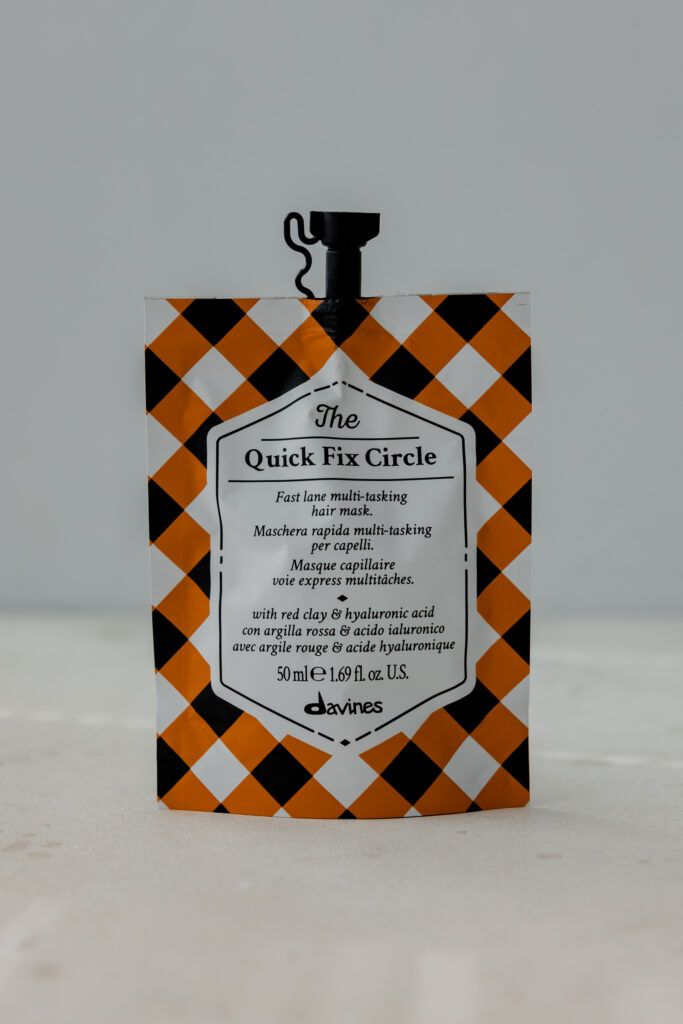 The
Quick Fix Circle
Fast lane multi-tasking
hair mask.
Maschera rapida multi-tasking
per capelli.
Masque capillaire
voie express multitâches.
with red clay & hyaluronic acid
con argilla rossa & acido ialuronico
avec argile rouge & acide hyaluronique
50 ml ℮ 1.69 fl. oz. U.S.
davines